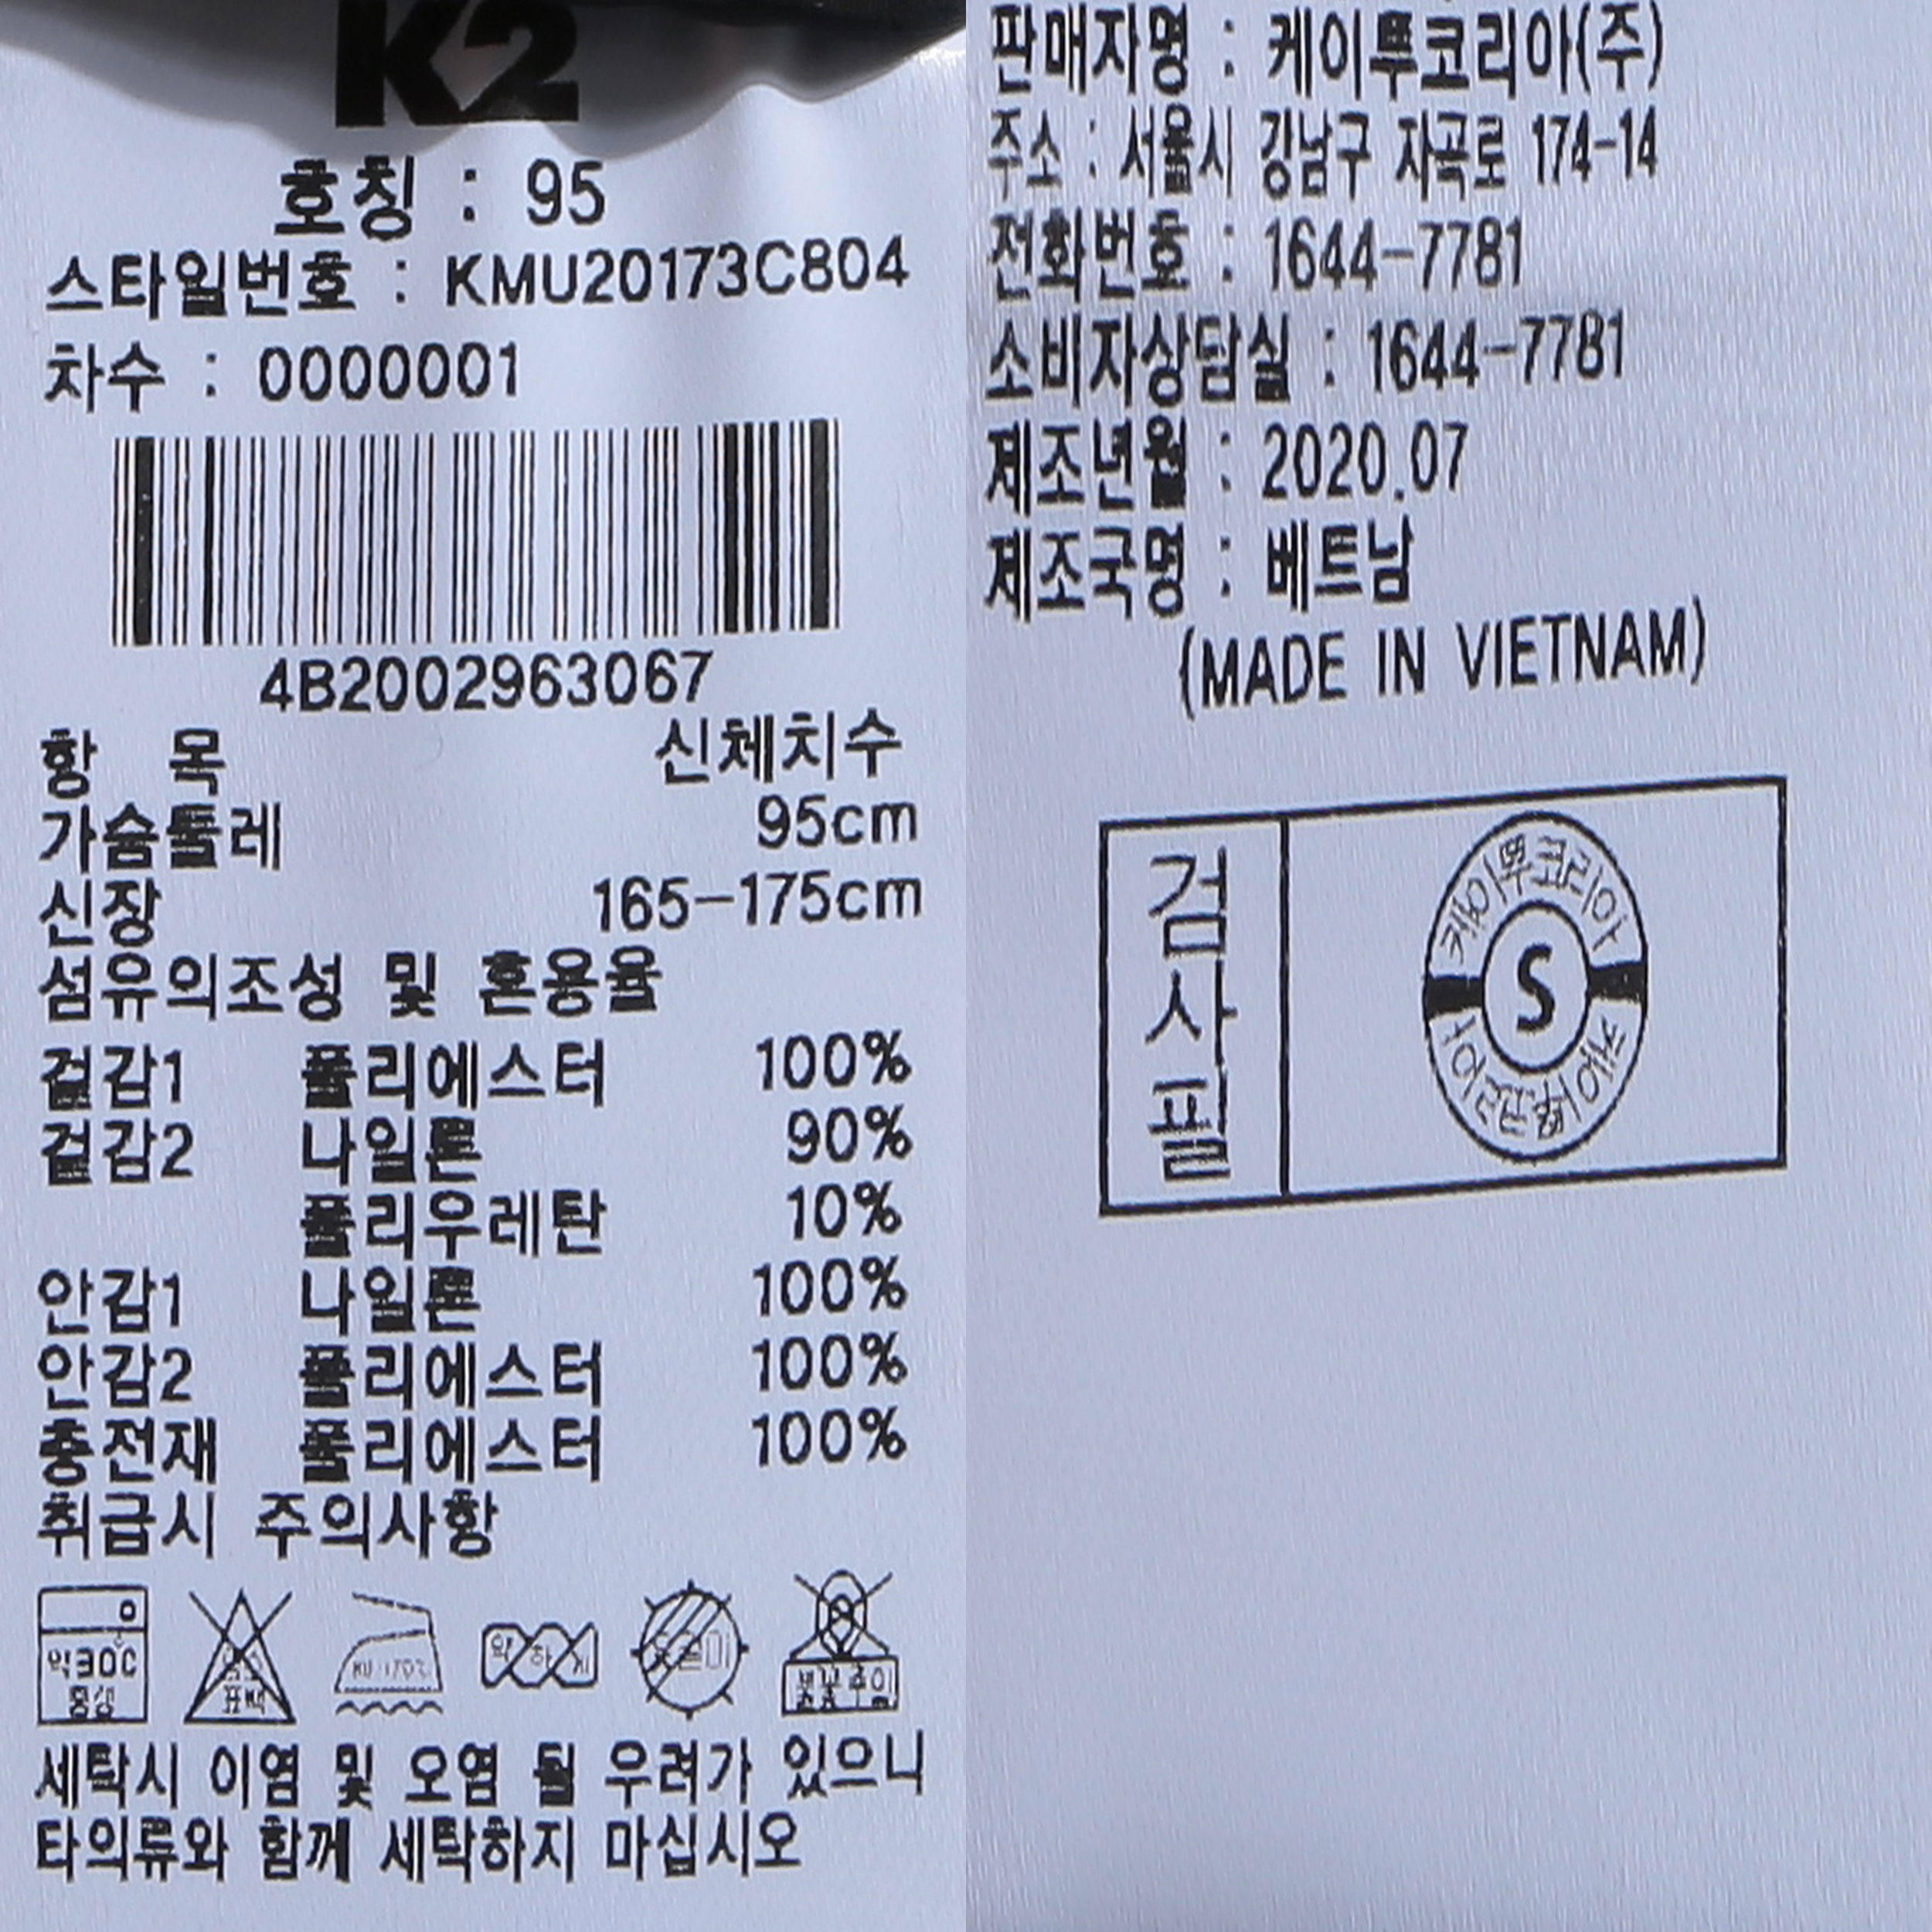 K2
호칭 : 95
스타일번호 : KMU20173C804
차수 : 0000001
4B2002963067
항 목 신체치수
가슴둘레 95cm
신장 165-175cm
섬유의조성 및 혼용율
겉감1 폴리에스터 100%
겉감2 나일론 90%
폴리우레탄 10%
안감1 나일론 100%
안감2 폴리에스터 100%
충전재 폴리에스터 100%
취급시 주의사항
약30℃
중성
표백
약하게
세탁시 이염 및 오염 될 우려가 있으니
타의류와 함께 세탁하지 마십시오
판매자명 : 케이투코리아(주)
주소 : 서울시 강남구 자곡로 174-14
전화번호 : 1644-7781
소비자상담실 : 1644-7781
제조년월 : 2020.07
제조국명 : 베트남
(MADE IN VIETNAM)
검사필
케이투코리아
S
케이투코리아